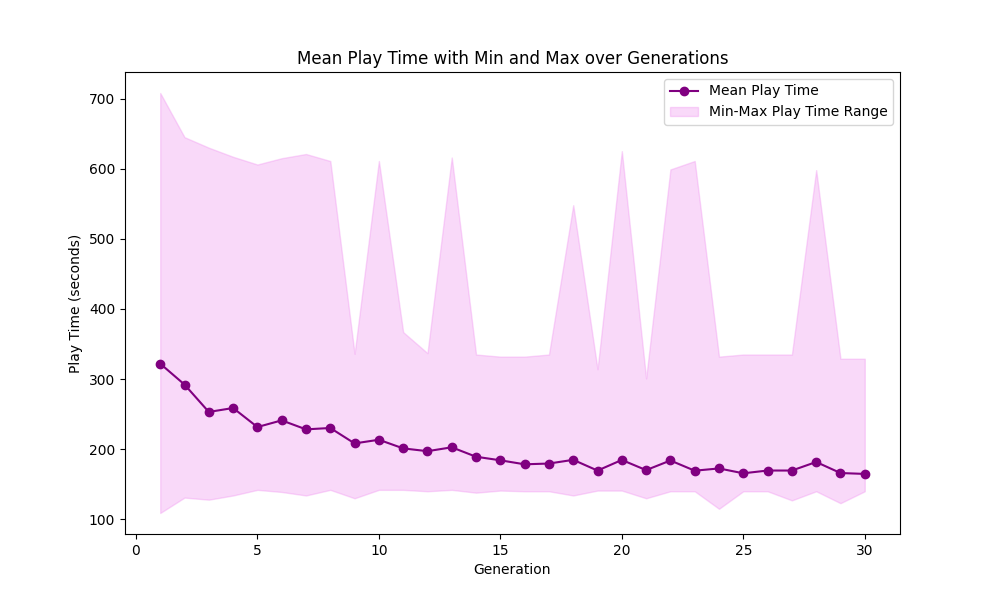 Mean Play Time with Min and Max over Generations
Mean Play Time
Min-Max Play Time Range
Play Time (seconds)
700
600
500
400
300
200
100
0 5 10 15 20 25 30
Generation